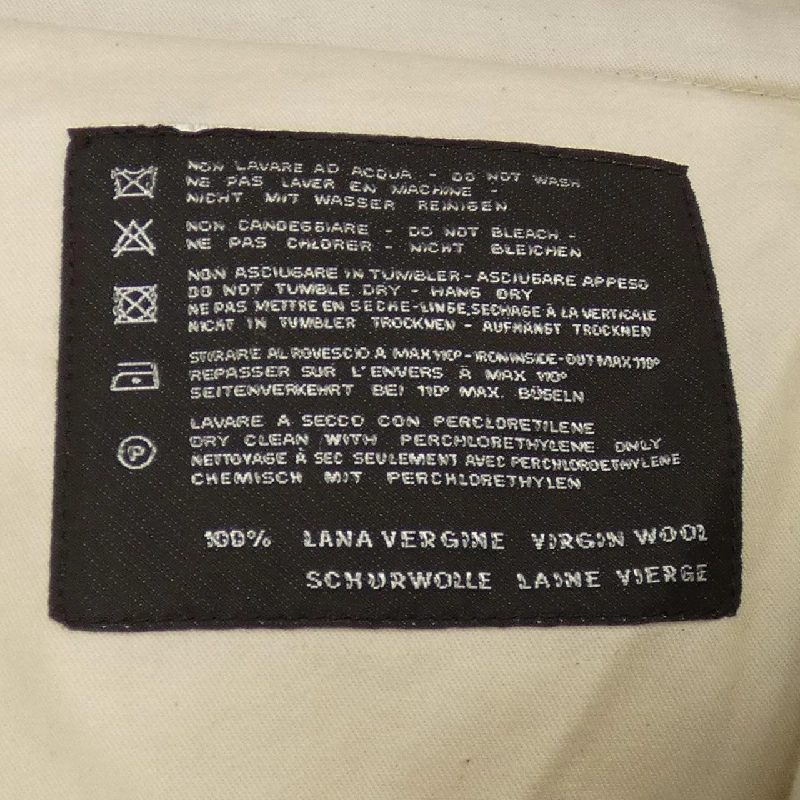 NON LAVARE AD ACQUA - DO NOT WASH
NE PAS LAVER EN MACHINE -
NICHT MIT WASSER REINIGEN
NON CANDEGGIARE - DO NOT BLEACH -
NE PAS CHLORER - NICHT BLEICHEN
NON ASCIUGARE IN TUMBLER - ASCIUGARE APPESO
DO NOT TUMBLE DRY - HANG DRY
NE PAS METTRE EN SECHE-LINGE, SECHAGE À LA VERTICALE
NICHT IN TUMBLER TROCKNEN - AUFHÄNGT TROCKNEN
STIRARE AL ROVESCIO A MAX 110° - IRON INSIDE-OUT MAX 110°
REPASSER SUR L'ENVERS À MAX 110°
SEITENVERKEHRT BEI 110° MAX. BÜGELN
LAVARE A SECCO CON PERCLORETILENE
P DRY CLEAN WITH PERCHLORETHYLENE ONLY
NETTOYAGE À SEC SEULEMENT AVEC PERCHLOROETHYLENE
CHEMISCH MIT PERCHLORETHYLEN
100% LANA VERGINE VIRGIN WOOL
SCHURWOLLE LAINE VIERGE